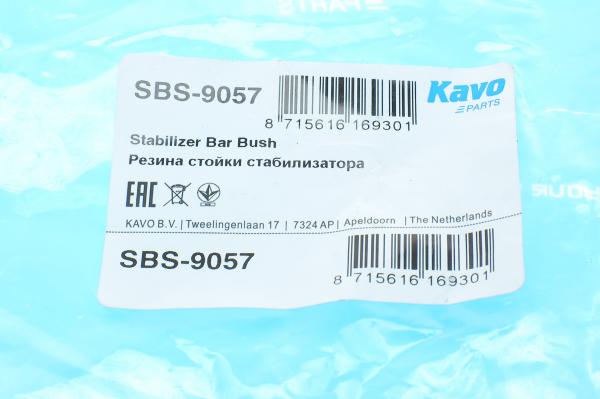 PARTS
SBS-9057
Kavo
PARTS
8 715616 169301
Stabilizer Bar Bush
Резина стойки стабилизатора
EAC
KAVO B.V. | Tweelingenlaan 17 | 7324 AP | Apeldoorn | The Netherlands
SBS-9057
8 715616 169301